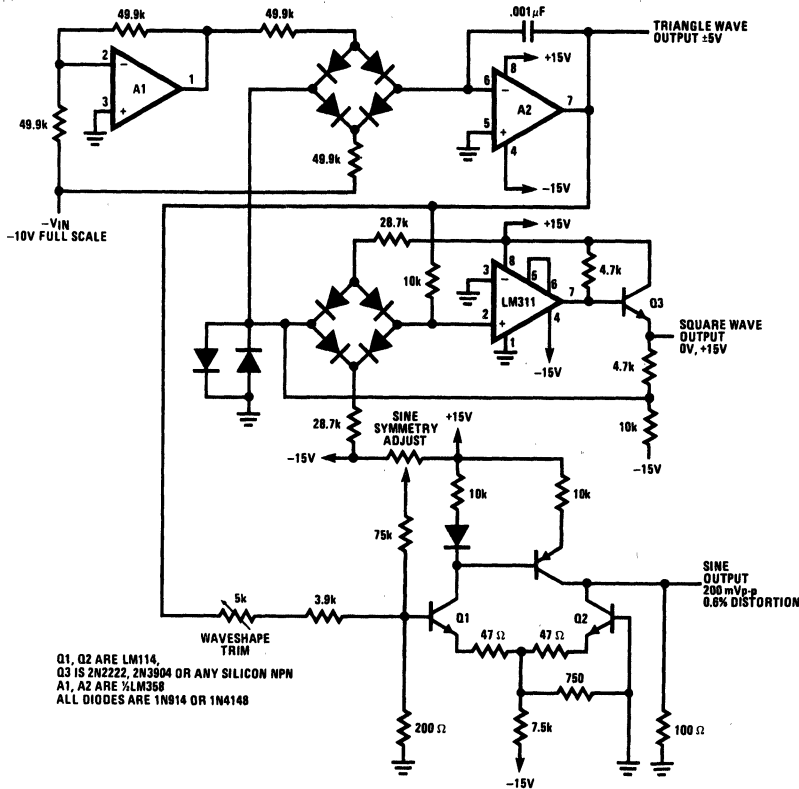 49.9k
49.9k
.001µF
TRIANGLE WAVE
OUTPUT ±5V
2
−
A1
1
3
+
8
+15V
6
−
A2
7
5
+
4
−15V
49.9k
49.9k
−VIN
−10V FULL SCALE
28.7k
+15V
10k
3
−
8
5
6
LM311
7
4.7k
Q3
2
+
4
1
−15V
SQUARE WAVE
OUTPUT
0V, +15V
4.7k
10k
−15V
28.7k
−15V
SINE
SYMMETRY
ADJUST
+15V
10k
10k
75k
SINE
OUTPUT
200 mVp-p
0.6% DISTORTION
5k
WAVESHAPE
TRIM
3.9k
Q1
Q2
47 Ω
47 Ω
750
200 Ω
7.5k
100 Ω
−15V
Q1, Q2 ARE LM114,
Q3 IS 2N2222, 2N3904 OR ANY SILICON NPN
A1, A2 ARE ½LM358
ALL DIODES ARE 1N914 OR 1N4148